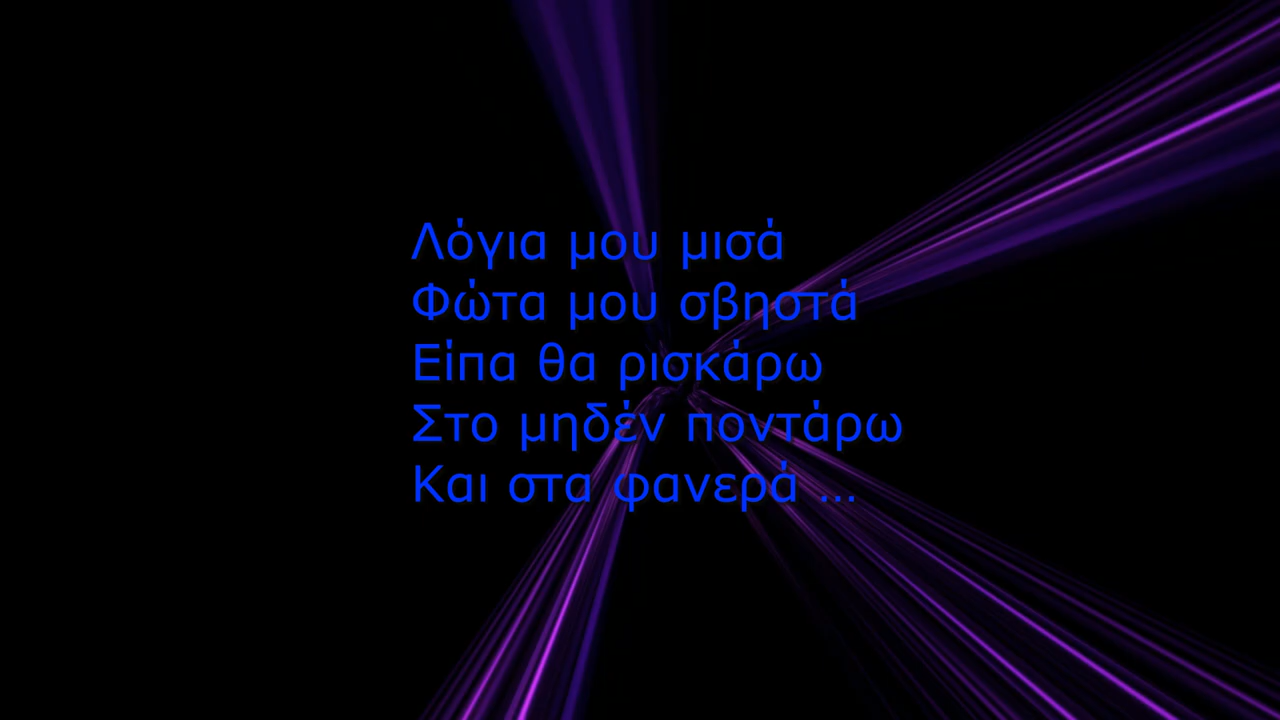 Λόγια μου μισά
Φώτα μου σβηστά
Είπα θα ρισκάρω
Στο μηδέν ποντάρω
Και στα φανερά ...